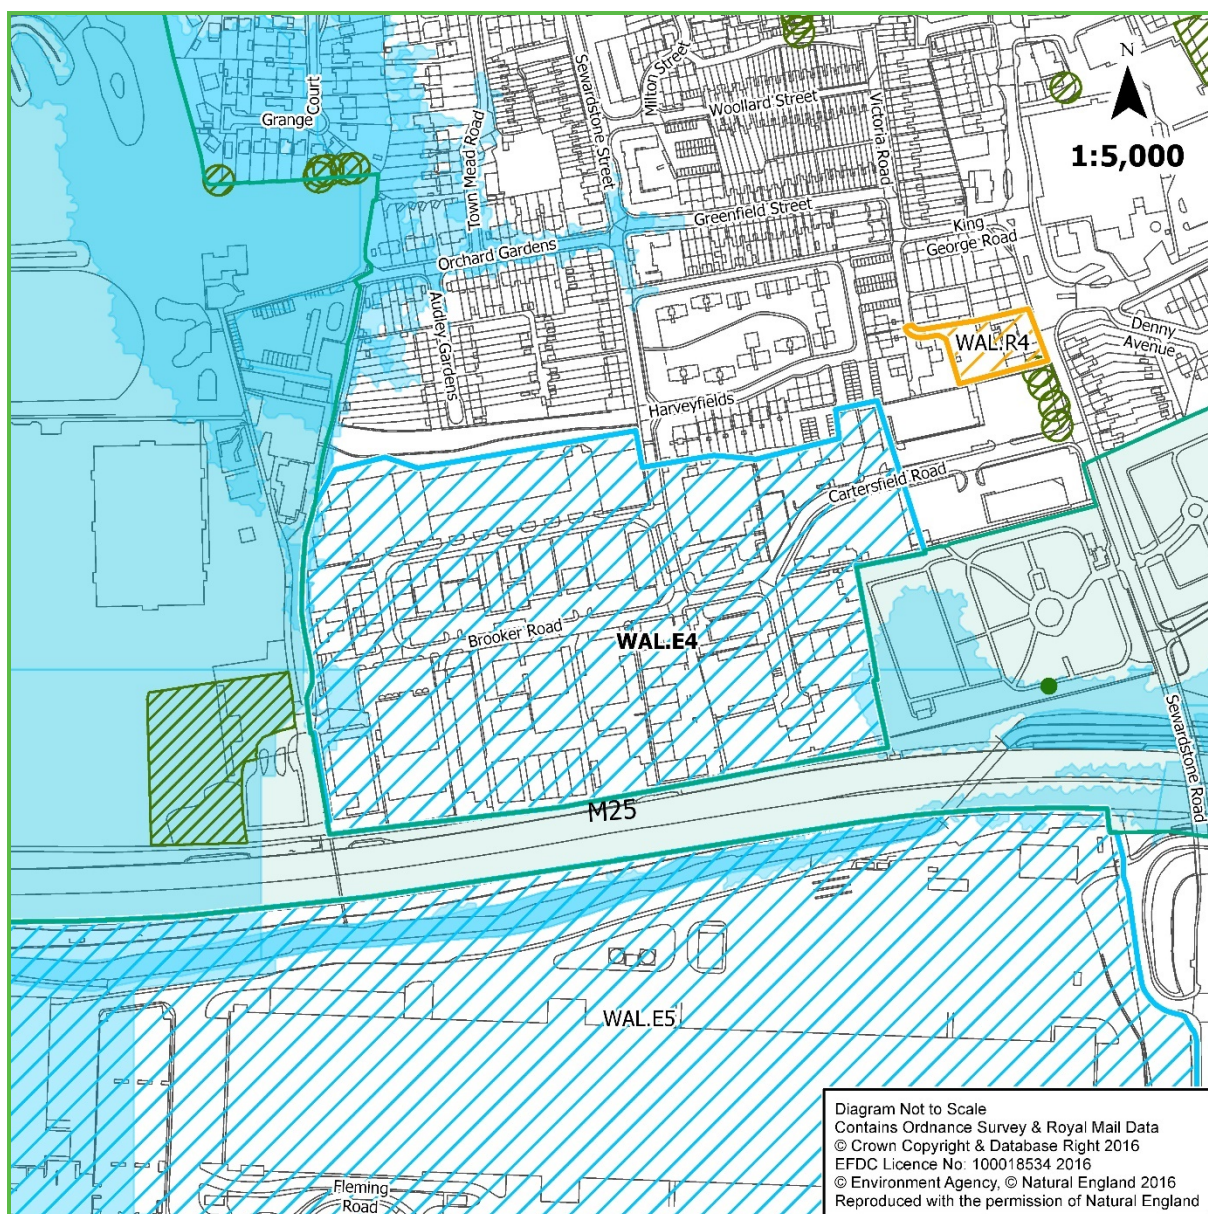 N
1:5,000
Grange Court
Town Mead Road
Sewardstone Street
Milton Street
Woollard Street
Victoria Road
Greenfield Street
King
George Road
Orchard Gardens
Audley Gardens
Denny
Avenue
WAL.R4
Harveyfields
Cartersfield Road
Brooker Road
WAL.E4
Sewardstone Road
M25
WAL.E5
Fleming
Road
Diagram Not to Scale
Contains Ordnance Survey & Royal Mail Data
© Crown Copyright & Database Right 2016
EFDC Licence No: 100018534 2016
© Environment Agency, © Natural England 2016
Reproduced with the permission of Natural England